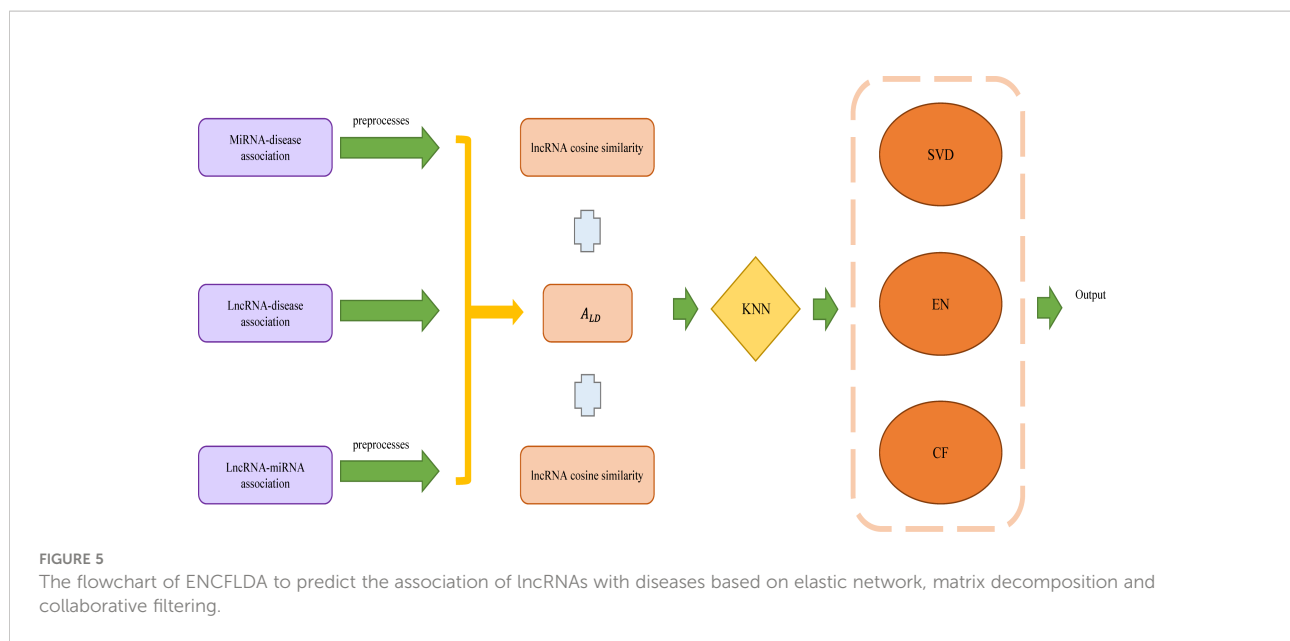 MiRNA-disease
association
preprocesses
lncRNA cosine similarity
SVD
LncRNA-disease
association
A_LD
KNN
EN
Output
LncRNA-miRNA
association
preprocesses
lncRNA cosine similarity
CF
FIGURE 5
The flowchart of ENCFLDA to predict the association of lncRNAs with diseases based on elastic network, matrix decomposition and
collaborative filtering.